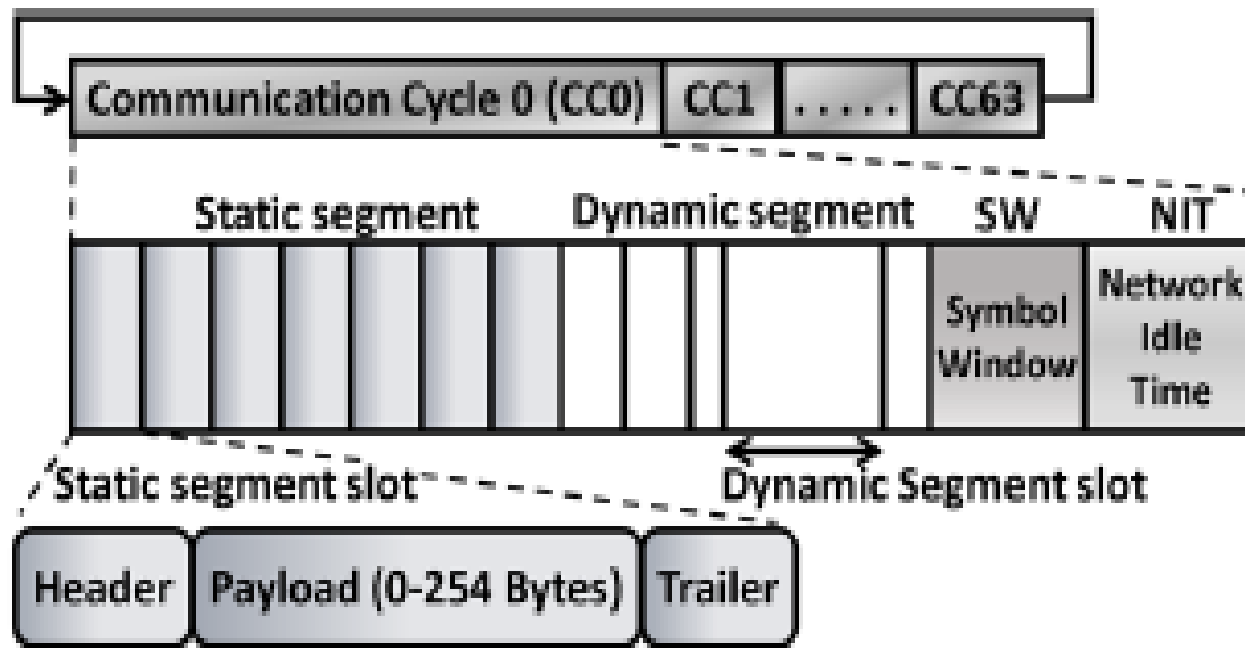 Communication Cycle 0 (CC0) CC1 ..... CC63
Static segment Dynamic segment SW NIT
Symbol Window
Network Idle Time
Static segment slot Dynamic Segment slot
Header Payload (0-254 Bytes) Trailer